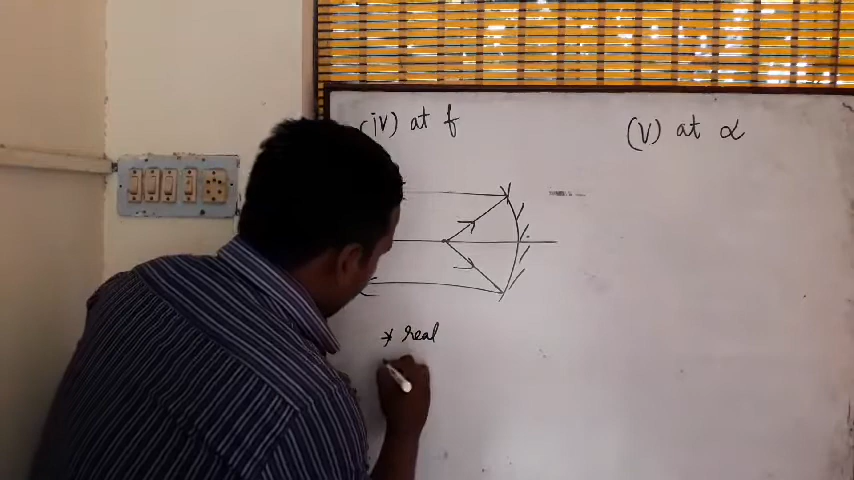 (iv) at f
(V) at α
* real